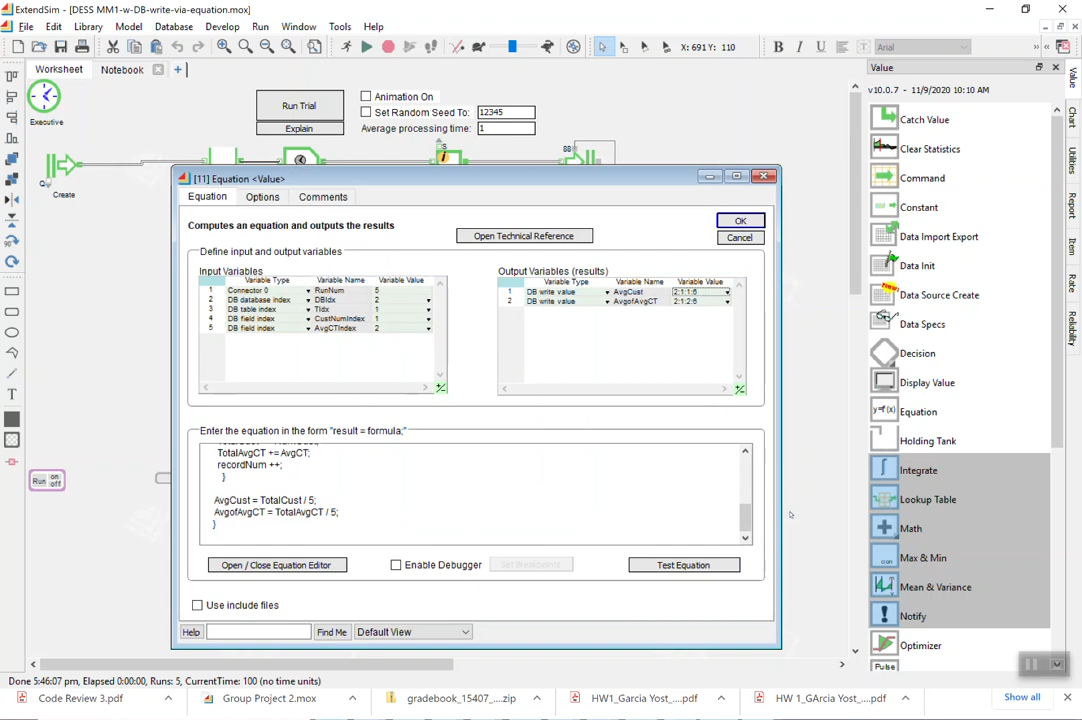 ExtendSim - [DESS MM1-w-DB-write-via-equation.mox]
File Edit Library Model Database Develop Run Window Tools Help
X: 691 Y: 110 B I U A Arial
Worksheet Notebook
Value
v10.0.7 - 11/9/2020 10:10 AM
Executive
Run Trial
Explain
Animation On
Set Random Seed To: 12345
Average processing time: 1
Create
Run on off
[11] Equation <Value>
Equation Options Comments
Computes an equation and outputs the results
Open Technical Reference
OK
Cancel
Define input and output variables
Input Variables
Variable Type Variable Name Variable Value
1 Connector 0 RunNum 5
2 DB database index DBIdx 2
3 DB table index TIdx 1
4 DB field index CustNumIndex 1
5 DB field index AvgCTIndex 2
Output Variables (results)
Variable Type Variable Name Variable Value
1 DB write value AvgCust 2:1:1:6
2 DB write value AvgofAvgCT 2:1:2:6
Enter the equation in the form "result = formula;"
TotalAvgCT += AvgCT;
recordNum ++;
}
AvgCust = TotalCust / 5;
AvgofAvgCT = TotalAvgCT / 5;
}
Open / Close Equation Editor
Enable Debugger
Set Breakpoints
Test Equation
Use include files
Help
Find Me
Default View
Catch Value
Clear Statistics
Command
Constant
Data Import Export
Data Init
Data Source Create
Data Specs
Decision
Display Value
y=f(x) Equation
Holding Tank
Integrate
Lookup Table
Math
Max & Min
Mean & Variance
Notify
Optimizer
Pulse
Value
Chart
Utilities
Report
Item
Rate
Reliability
Done 5:46:07 pm, Elapsed 0:00:00, Runs: 5, CurrentTime: 100 (no time units)
Code Review 3.pdf
Group Project 2.mox
gradebook_15407_....zip
HW1_Garcia Yost_....pdf
HW 1_GArcia Yost_....pdf
Show all